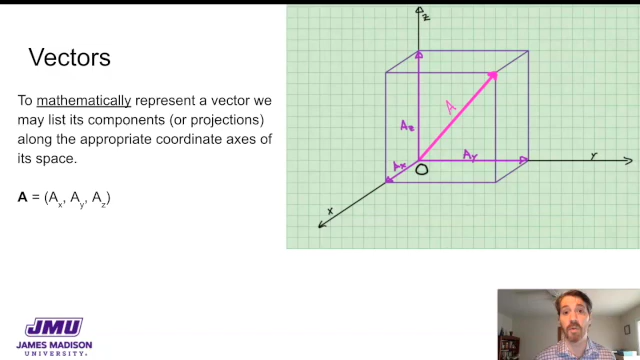 Vectors
To mathematically represent a vector we
may list its components (or projections)
along the appropriate coordinate axes of
its space.
A = (Ax, Ay, Az)
z
A
Az
Ax
Ay
y
O
x
JMU
JAMES MADISON
UNIVERSITY.